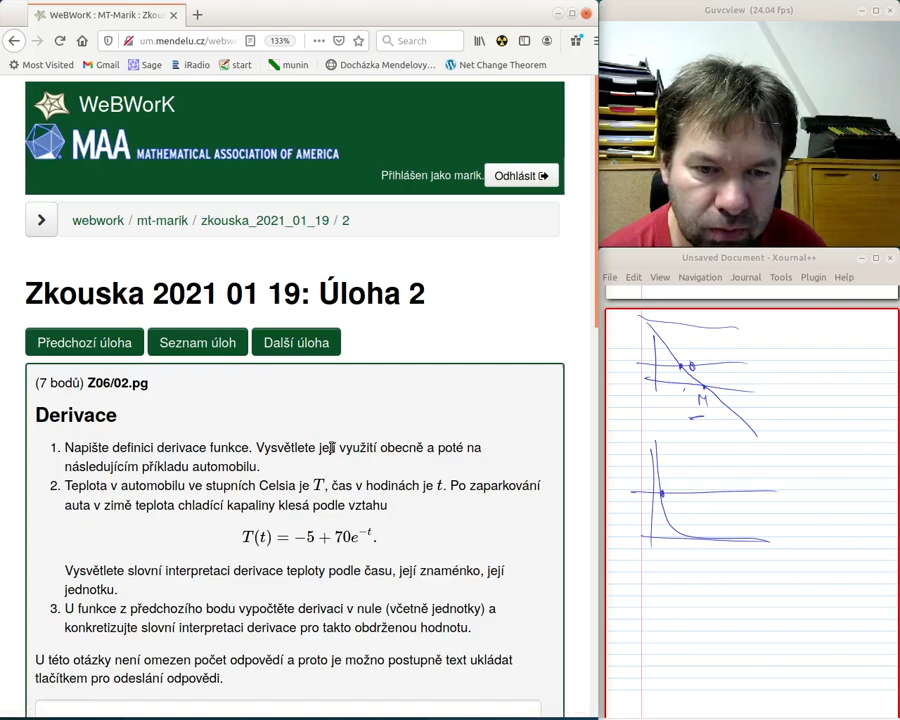 WeBWorK : MT-Marik : Zkous
Guvcview (24.04 fps)
um.mendelu.cz/webw
133%
Search
Most Visited
Gmail
Sage
iRadio
start
munin
Docházka Mendelovy...
Net Change Theorem
WeBWorK
MAA MATHEMATICAL ASSOCIATION OF AMERICA
Přihlášen jako marik.
Odhlásit
webwork / mt-marik / zkouska_2021_01_19 / 2
Unsaved Document - Xournal++
File Edit View Navigation Journal Tools Plugin Help
Zkouska 2021 01 19: Úloha 2
Předchozí úloha
Seznam úloh
Další úloha
(7 bodů) Z06/02.pg
Derivace
1. Napište definici derivace funkce. Vysvětlete její využití obecně a poté na
následujícím příkladu automobilu.
2. Teplota v automobilu ve stupních Celsia je T, čas v hodinách je t. Po zaparkování
auta v zimě teplota chladící kapaliny klesá podle vztahu
T(t) = −5 + 70e^{−t}.
Vysvětlete slovní interpretaci derivace teploty podle času, její znaménko, její
jednotku.
3. U funkce z předchozího bodu vypočtěte derivaci v nule (včetně jednotky) a
konkretizujte slovní interpretaci derivace pro takto obdrženou hodnotu.
U této otázky není omezen počet odpovědí a proto je možno postupně text ukládat
tlačítkem pro odeslání odpovědi.
M